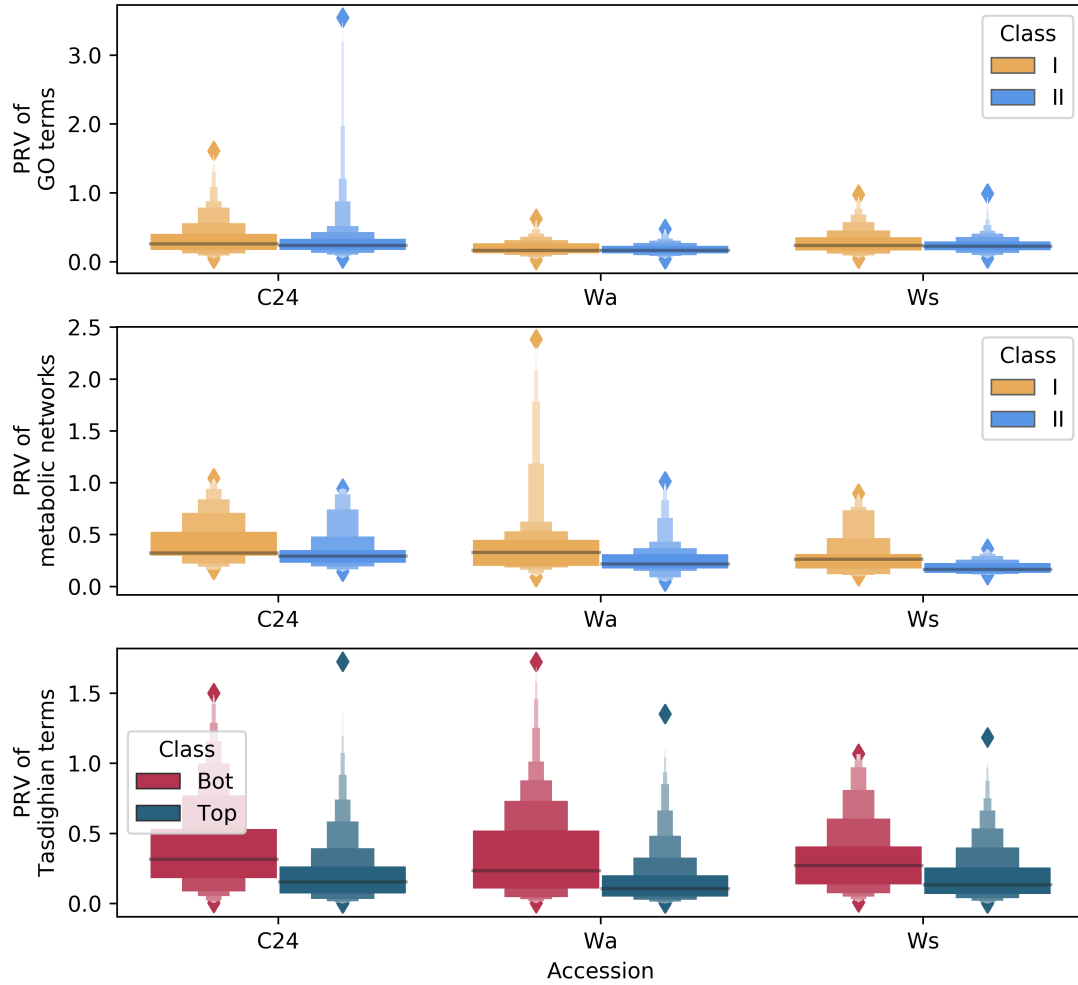 PRV of
GO terms
3.0
2.0
1.0
0.0
Class
I
II
C24
Wa
Ws
PRV of
metabolic networks
2.5
2.0
1.5
1.0
0.5
0.0
Class
I
II
C24
Wa
Ws
PRV of
Tasdighian terms
1.5
1.0
0.5
0.0
Class
Bot
Top
C24
Wa
Ws
Accession